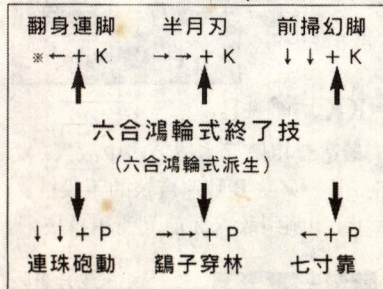 翻身連脚 半月刃 前掃幻脚
※←+K →→+K ↓↓+K
六合鴻輪式終了技
(六合鴻輪式派生)
↓↓+P →→+P ←+P
連珠砲動 鷂子穿林 七寸靠